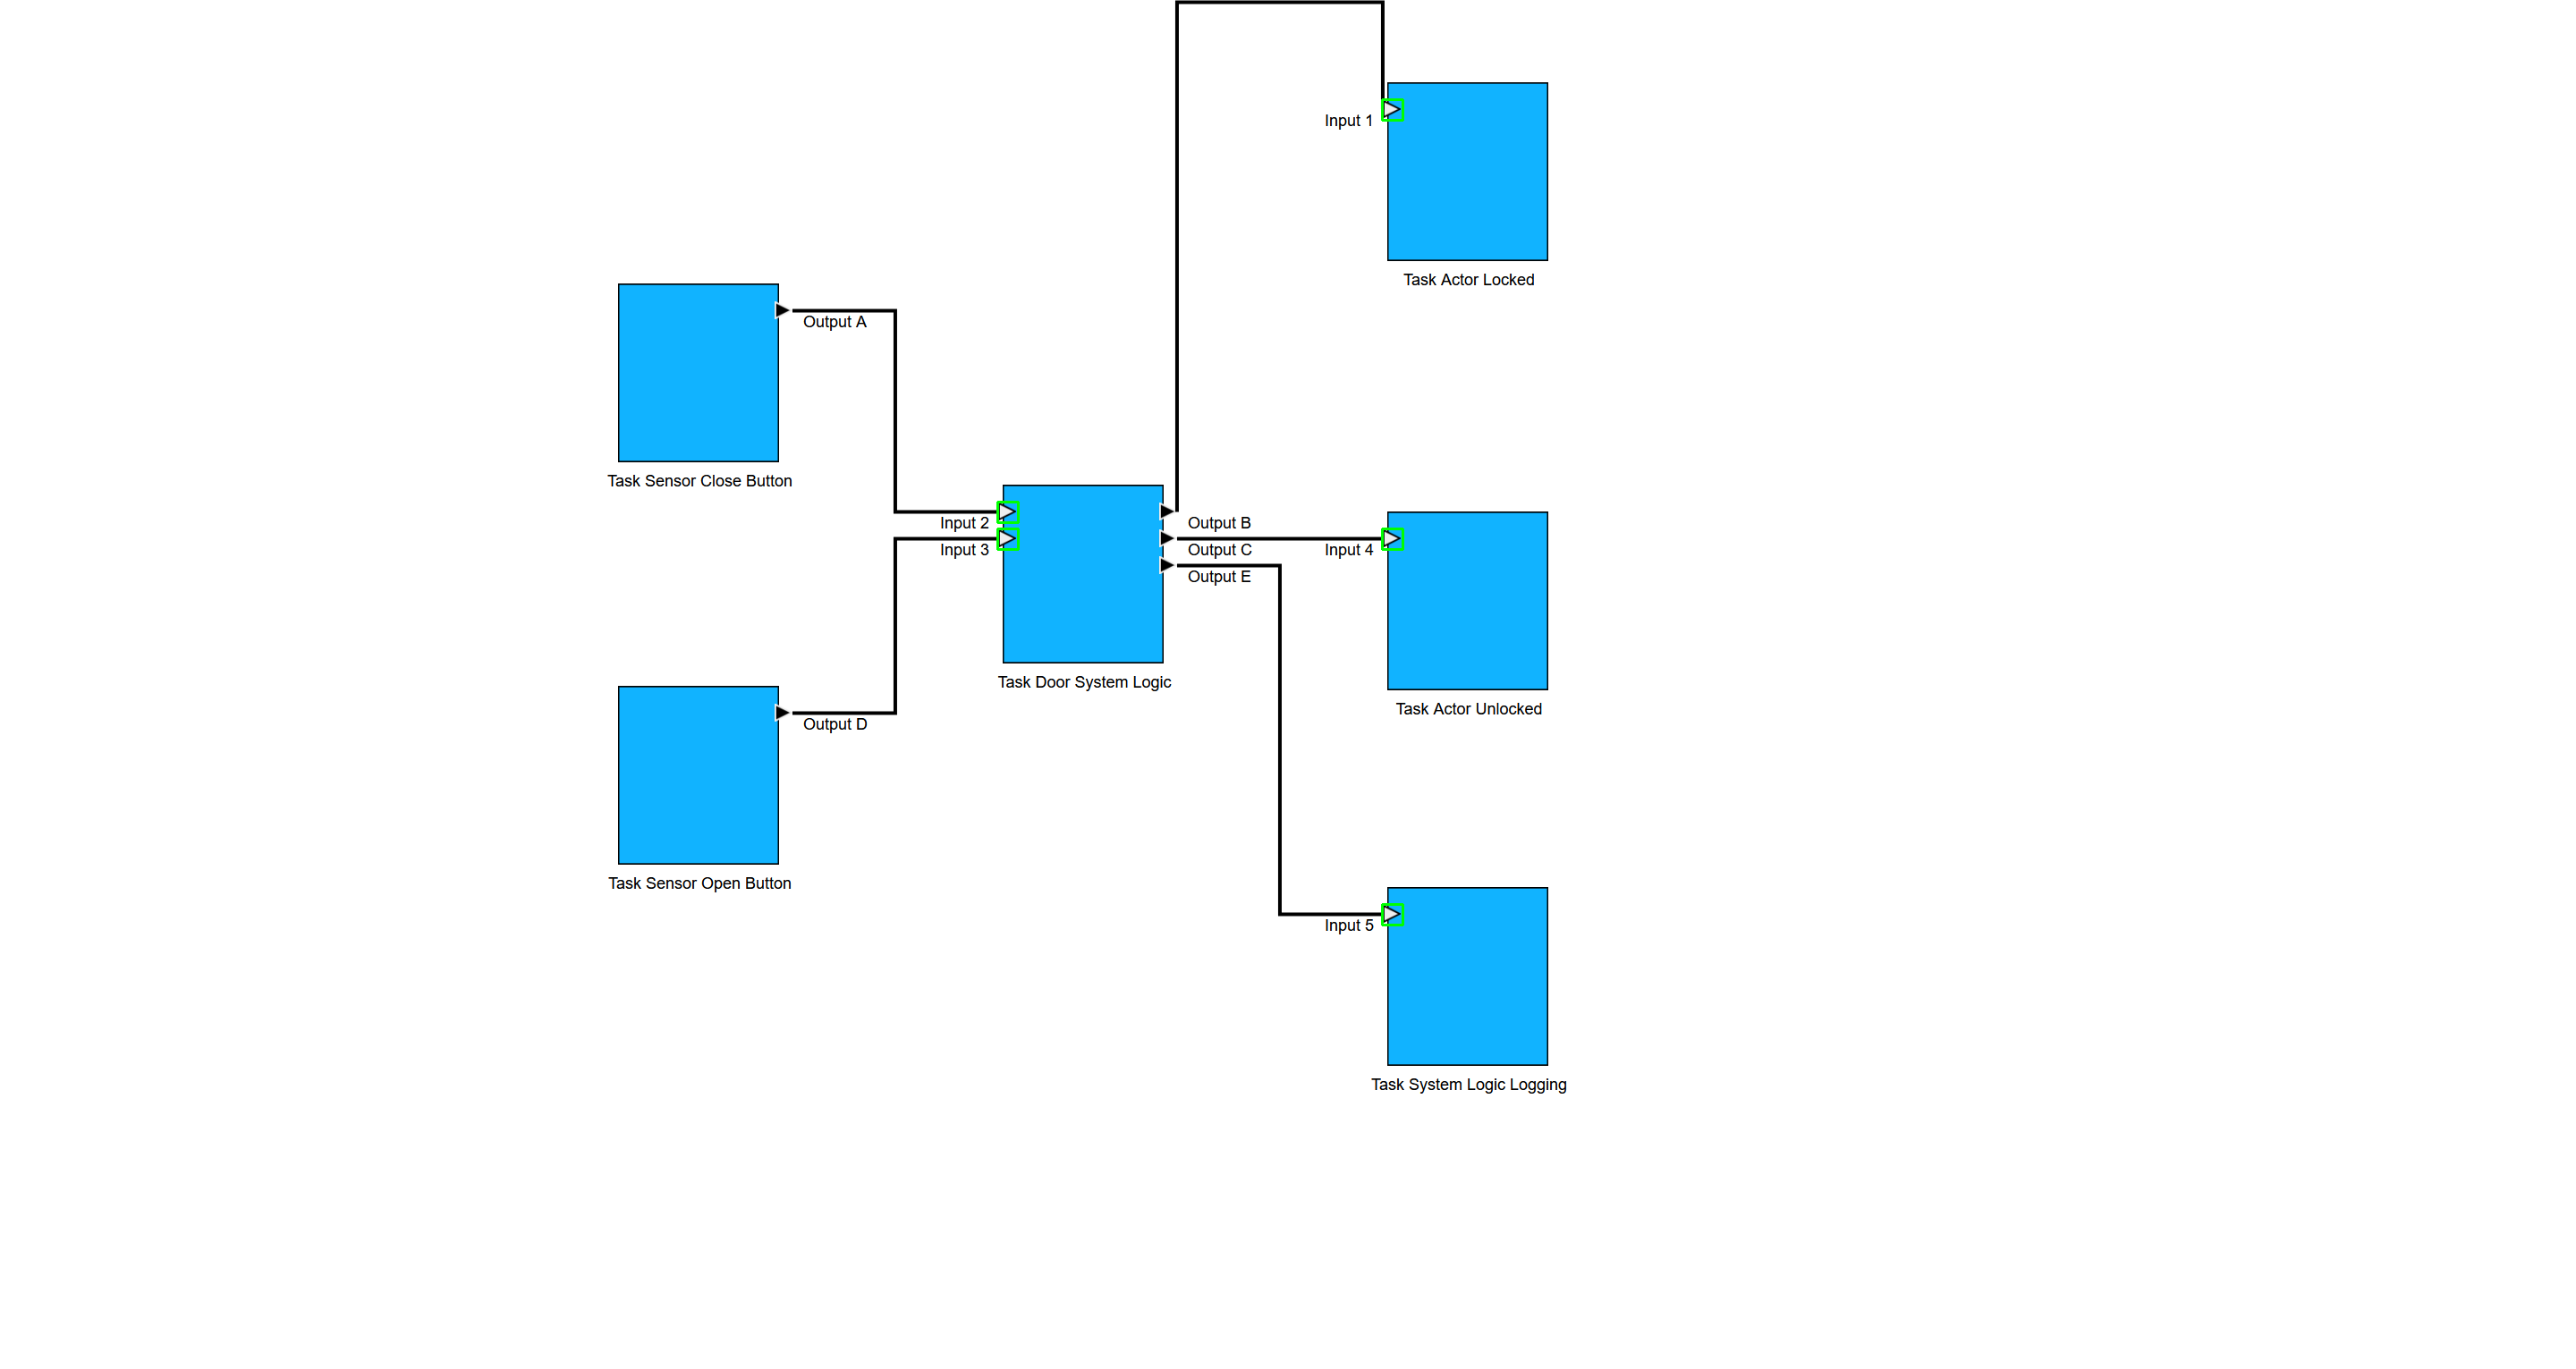 Input 1
Task Actor Locked
Output A
Task Sensor Close Button
Input 2
Output B
Input 3
Output C
Input 4
Output E
Task Door System Logic
Task Actor Unlocked
Output D
Task Sensor Open Button
Input 5
Task System Logic Logging